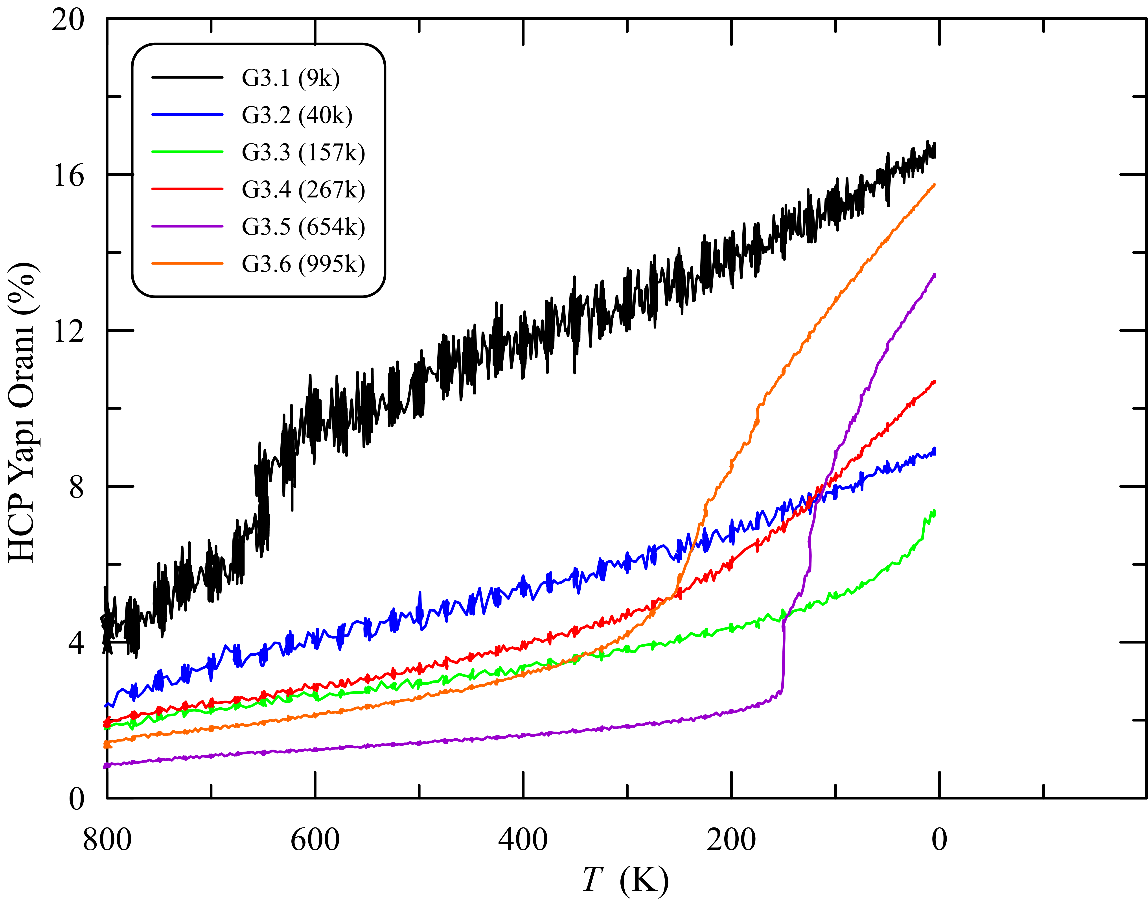 20
16
12
8
4
0
HCP Yapı Oranı (%)
G3.1 (9k)
G3.2 (40k)
G3.3 (157k)
G3.4 (267k)
G3.5 (654k)
G3.6 (995k)
800 600 400 200 0
T (K)